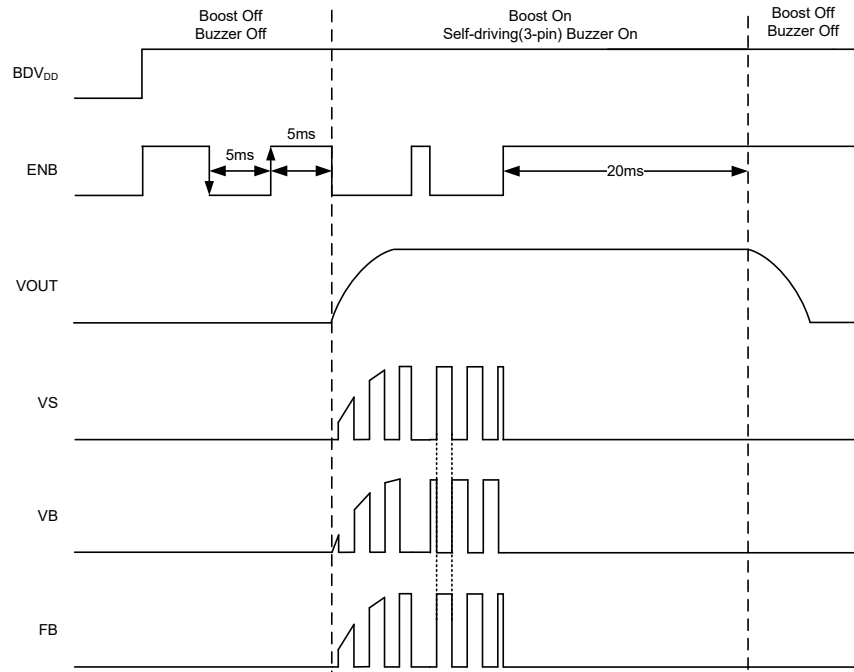 Boost Off
Buzzer Off
Boost On
Self-driving(3-pin) Buzzer On
Boost Off
Buzzer Off
BDVDD
ENB
5ms
5ms
20ms
VOUT
VS
VB
FB